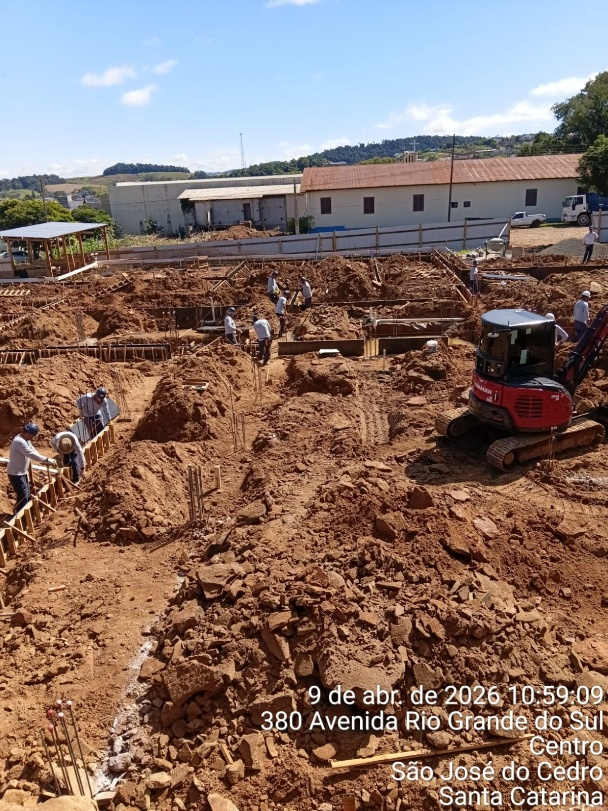 9 de abr. de 2026 10:59:09
380 Avenida Rio Grande do Sul
Centro
São José do Cedro
Santa Catarina